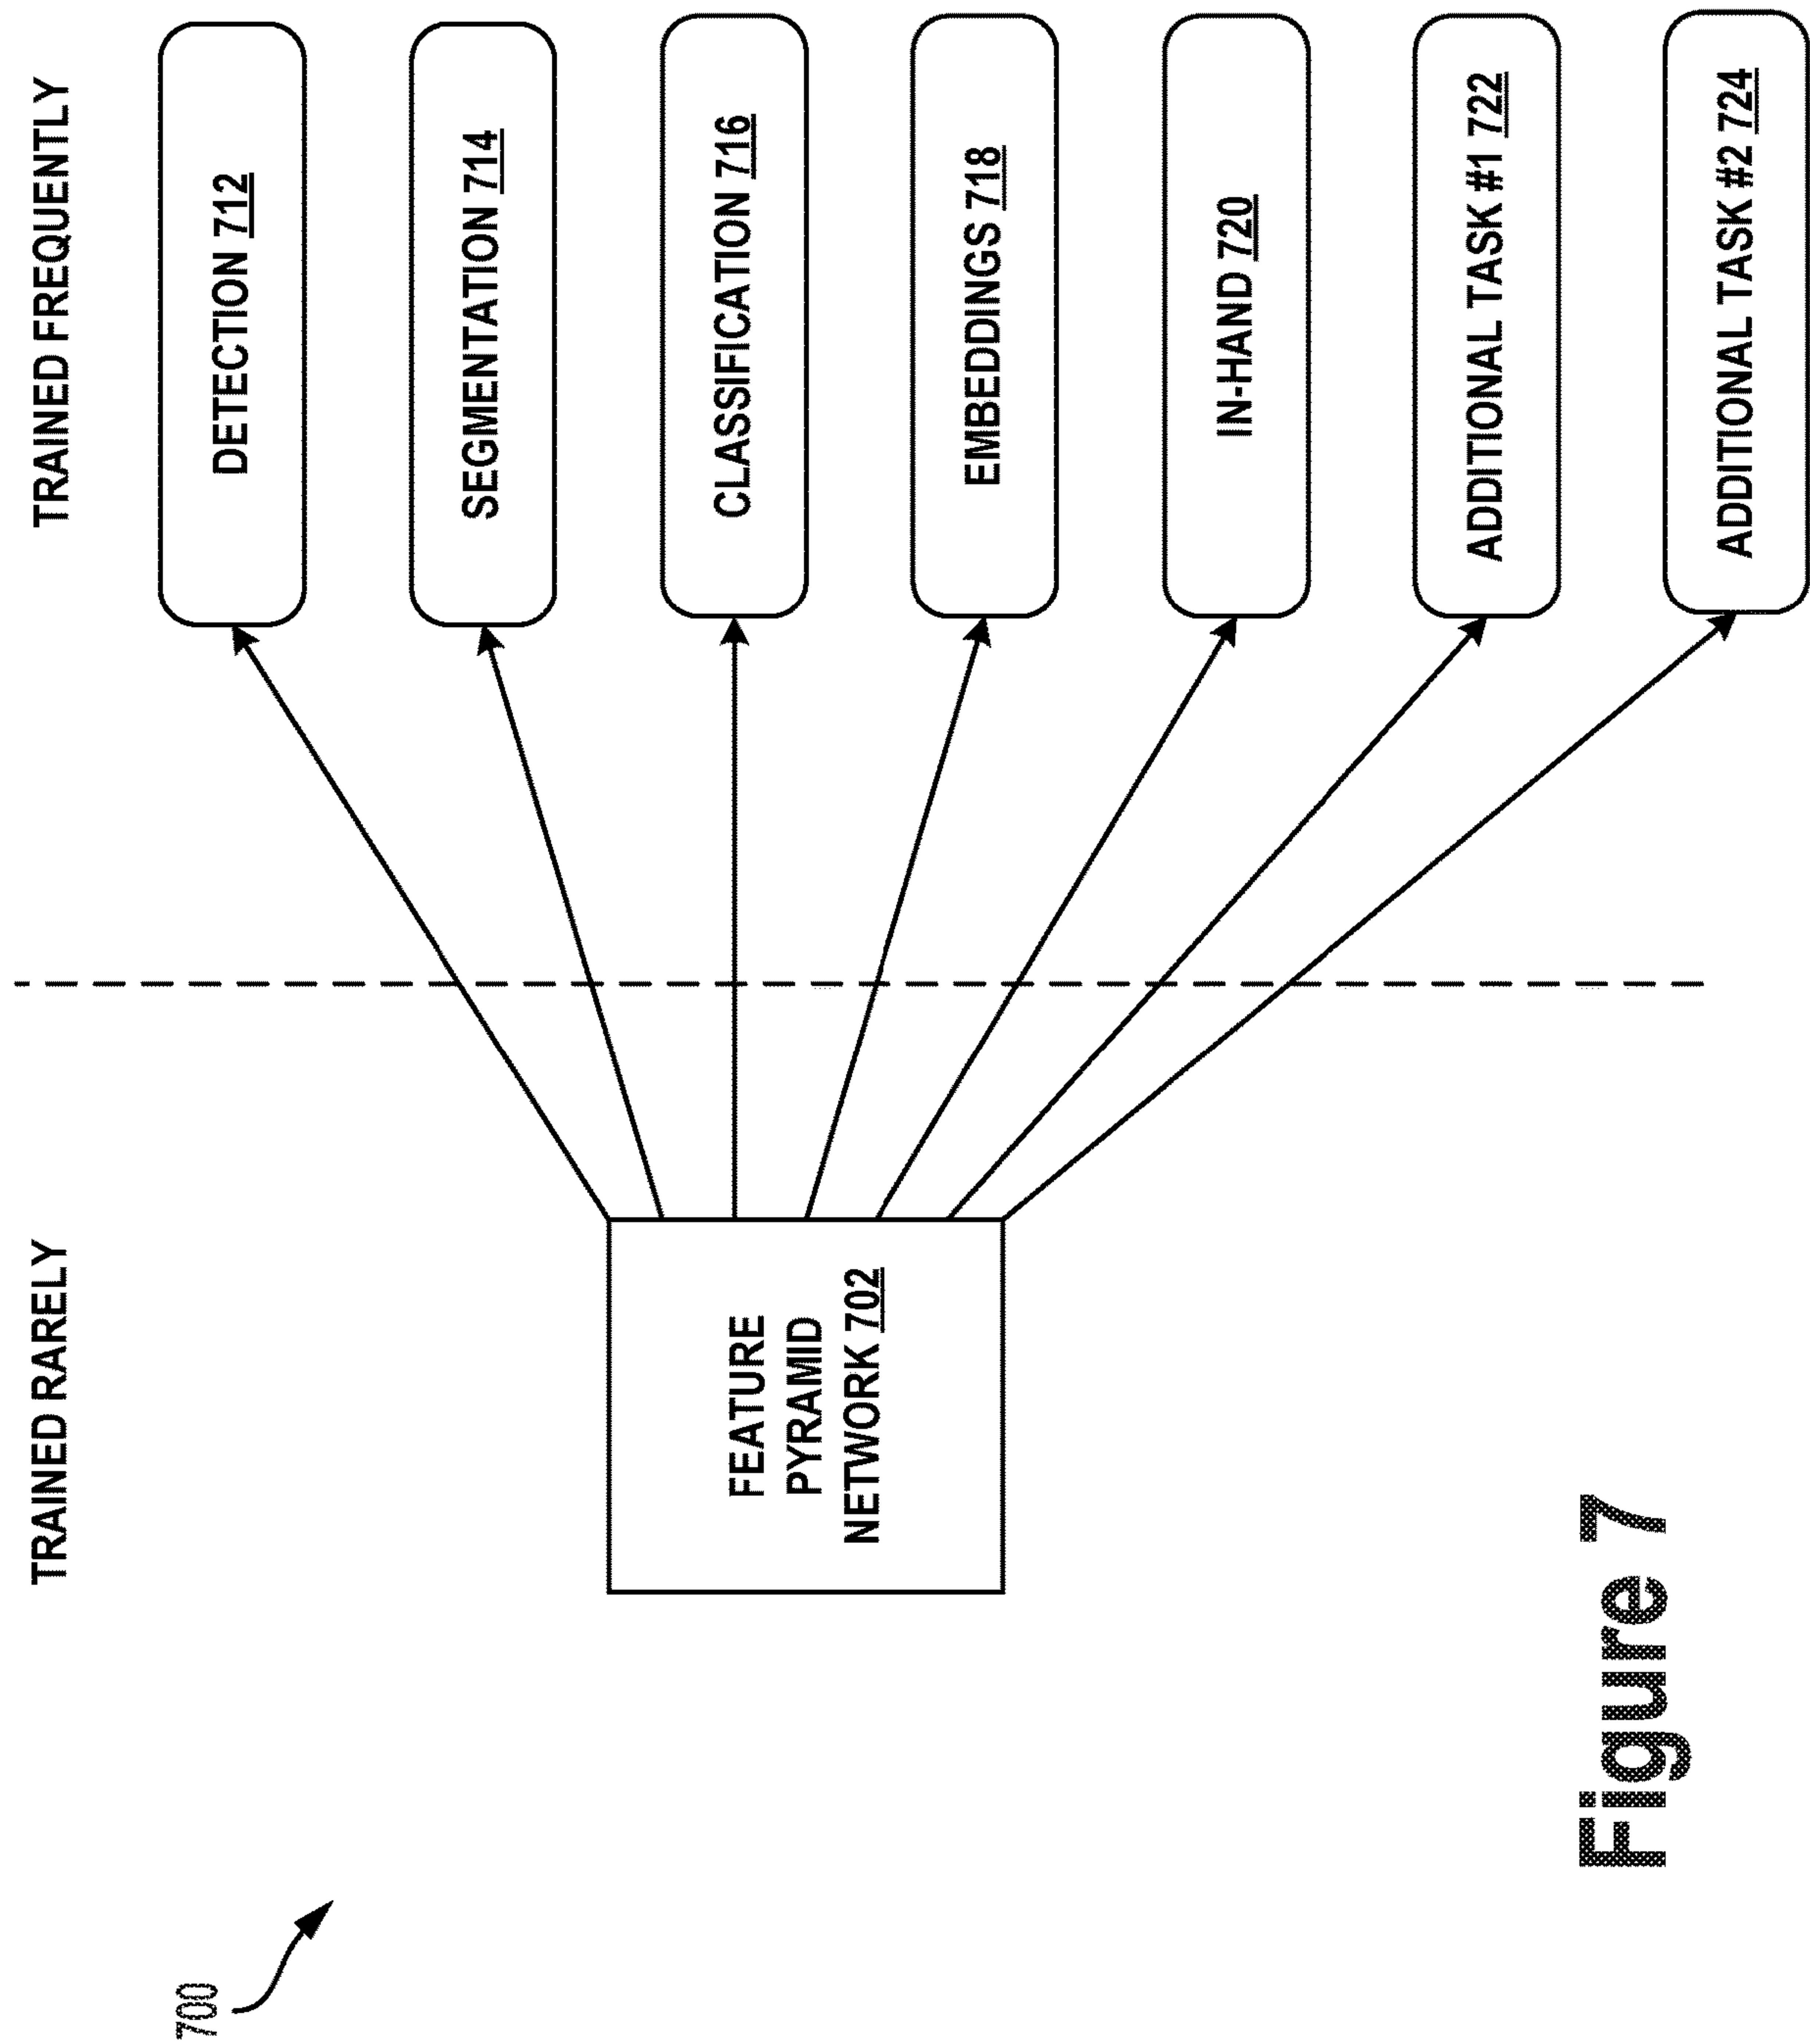 700
TRAINED RARELY
TRAINED FREQUENTLY
FEATURE
PYRAMID
NETWORK 702
DETECTION 712
SEGMENTATION 714
CLASSIFICATION 716
EMBEDDINGS 718
IN-HAND 720
ADDITIONAL TASK #1 722
ADDITIONAL TASK #2 724
Figure 7